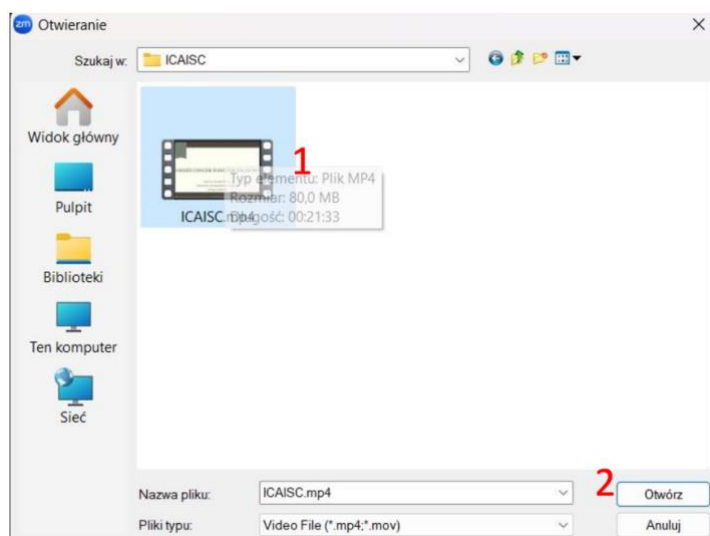 zm Otwieranie
Szukaj w: ICAISC
Widok główny
Pulpit
Biblioteki
Ten komputer
Sieć
1
Typ elementu: Plik MP4
Rozmiar: 80,0 MB
Długość: 00:21:33
ICAISC.mp4
Nazwa pliku: ICAISC.mp4
2 Otwórz
Pliki typu: Video File (*.mp4;*.mov)
Anuluj